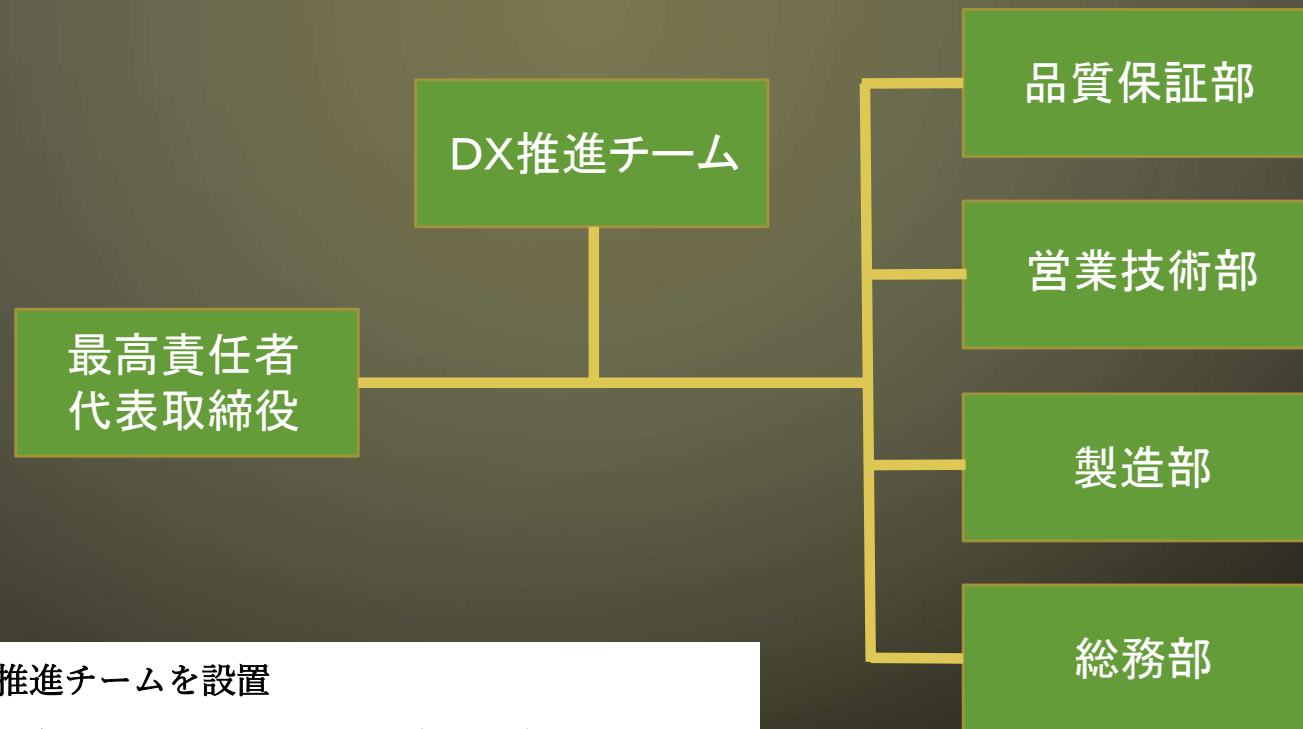 DX推進チーム
最高責任者
代表取締役
品質保証部
営業技術部
製造部
総務部
推進チームを設置